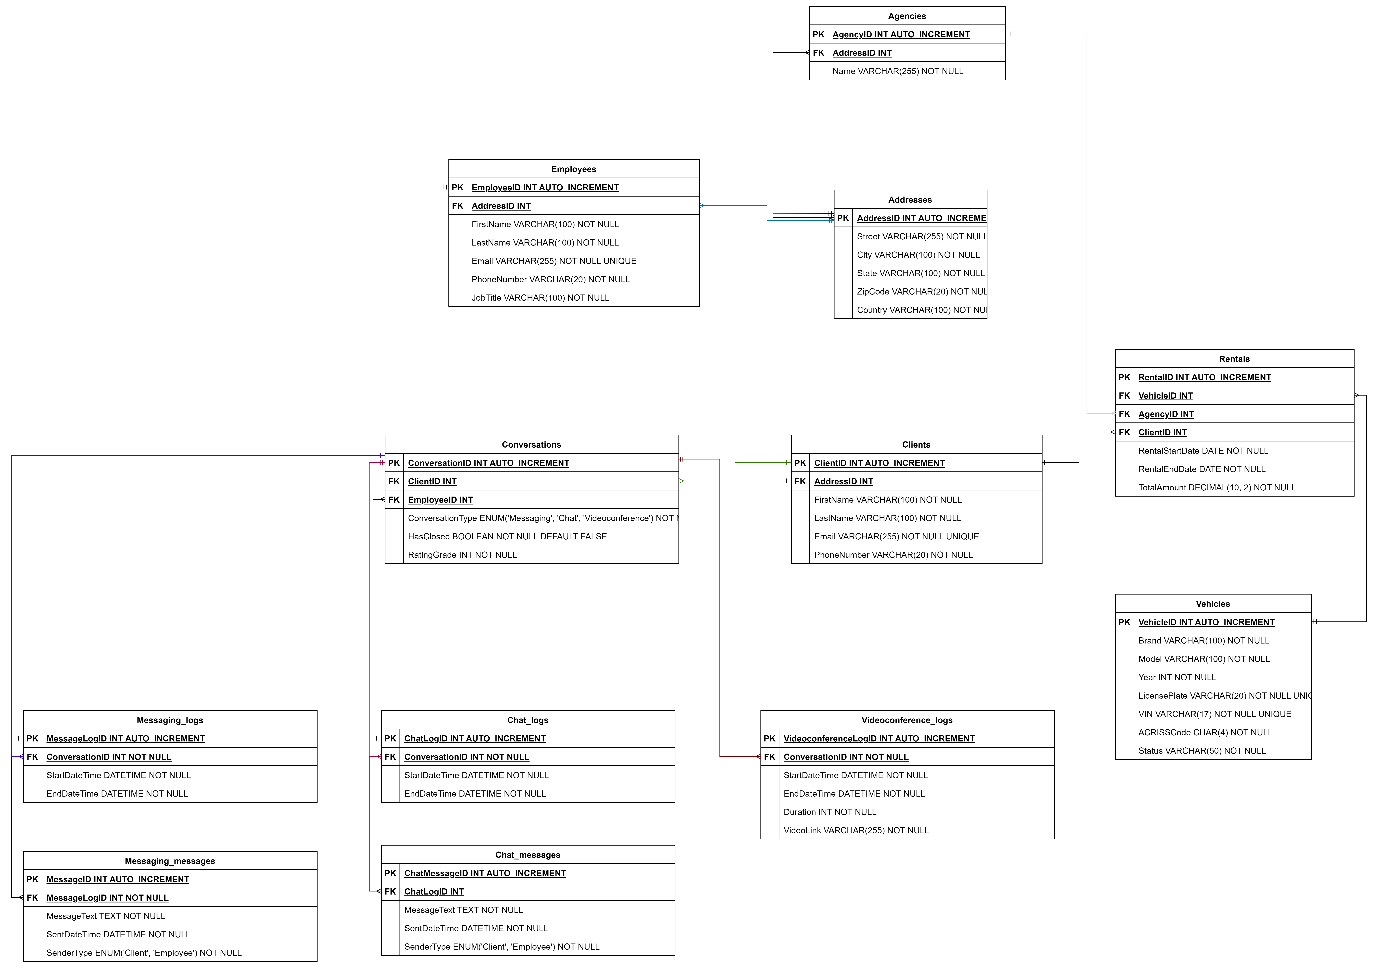 Agencies
PK AgencyID INT AUTO_INCREMENT
FK AddressID INT
Name VARCHAR(255) NOT NULL
Employees
PK EmployeeID INT AUTO_INCREMENT
FK AddressID INT
FirstName VARCHAR(100) NOT NULL
LastName VARCHAR(100) NOT NULL
Email VARCHAR(255) NOT NULL UNIQUE
PhoneNumber VARCHAR(20) NOT NULL
JobTitle VARCHAR(100) NOT NULL
Addresses
PK AddressID INT AUTO_INCREME
Street VARCHAR(255) NOT NULL
City VARCHAR(100) NOT NULL
State VARCHAR(100) NOT NULL
ZipCode VARCHAR(20) NOT NUL
Country VARCHAR(100) NOT NU
Rentals
PK RentalID INT AUTO_INCREMENT
FK VehicleID INT
FK AgencyID INT
FK ClientID INT
RentalStartDate DATE NOT NULL
RentalEndDate DATE NOT NULL
TotalAmount DECIMAL(10, 2) NOT NULL
Conversations
PK ConversationID INT AUTO_INCREMENT
FK ClientID INT
FK EmployeeID INT
ConversationType ENUM('Messaging', 'Chat', 'Videoconference') NOT N
HasClosed BOOLEAN NOT NULL DEFAULT FALSE
RatingGrade INT NOT NULL
Clients
PK ClientID INT AUTO_INCREMENT
FK AddressID INT
FirstName VARCHAR(100) NOT NULL
LastName VARCHAR(100) NOT NULL
Email VARCHAR(255) NOT NULL UNIQUE
PhoneNumber VARCHAR(20) NOT NULL
Vehicles
PK VehicleID INT AUTO_INCREMENT
Brand VARCHAR(100) NOT NULL
Model VARCHAR(100) NOT NULL
Year INT NOT NULL
LicensePlate VARCHAR(20) NOT NULL UNIC
VIN VARCHAR(17) NOT NULL UNIQUE
ACRISSCode CHAR(4) NOT NULL
Status VARCHAR(50) NOT NULL
Messaging_logs
PK MessageLogID INT AUTO_INCREMENT
FK ConversationID INT NOT NULL
StartDateTime DATETIME NOT NULL
EndDateTime DATETIME NOT NULL
Chat_logs
PK ChatLogID INT AUTO_INCREMENT
FK ConversationID INT NOT NULL
StartDateTime DATETIME NOT NULL
EndDateTime DATETIME NOT NULL
Videoconference_logs
PK VideoconferenceLogID INT AUTO_INCREMENT
FK ConversationID INT NOT NULL
StartDateTime DATETIME NOT NULL
EndDateTime DATETIME NOT NULL
Duration INT NOT NULL
VideoLink VARCHAR(255) NOT NULL
Messaging_messages
PK MessageID INT AUTO_INCREMENT
FK MessageLogID INT NOT NULL
MessageText TEXT NOT NULL
SentDateTime DATETIME NOT NULL
SenderType ENUM('Client', 'Employee') NOT NULL
Chat_messages
PK ChatMessageID INT AUTO_INCREMENT
FK ChatLogID INT
MessageText TEXT NOT NULL
SentDateTime DATETIME NOT NULL
SenderType ENUM('Client', 'Employee') NOT NULL